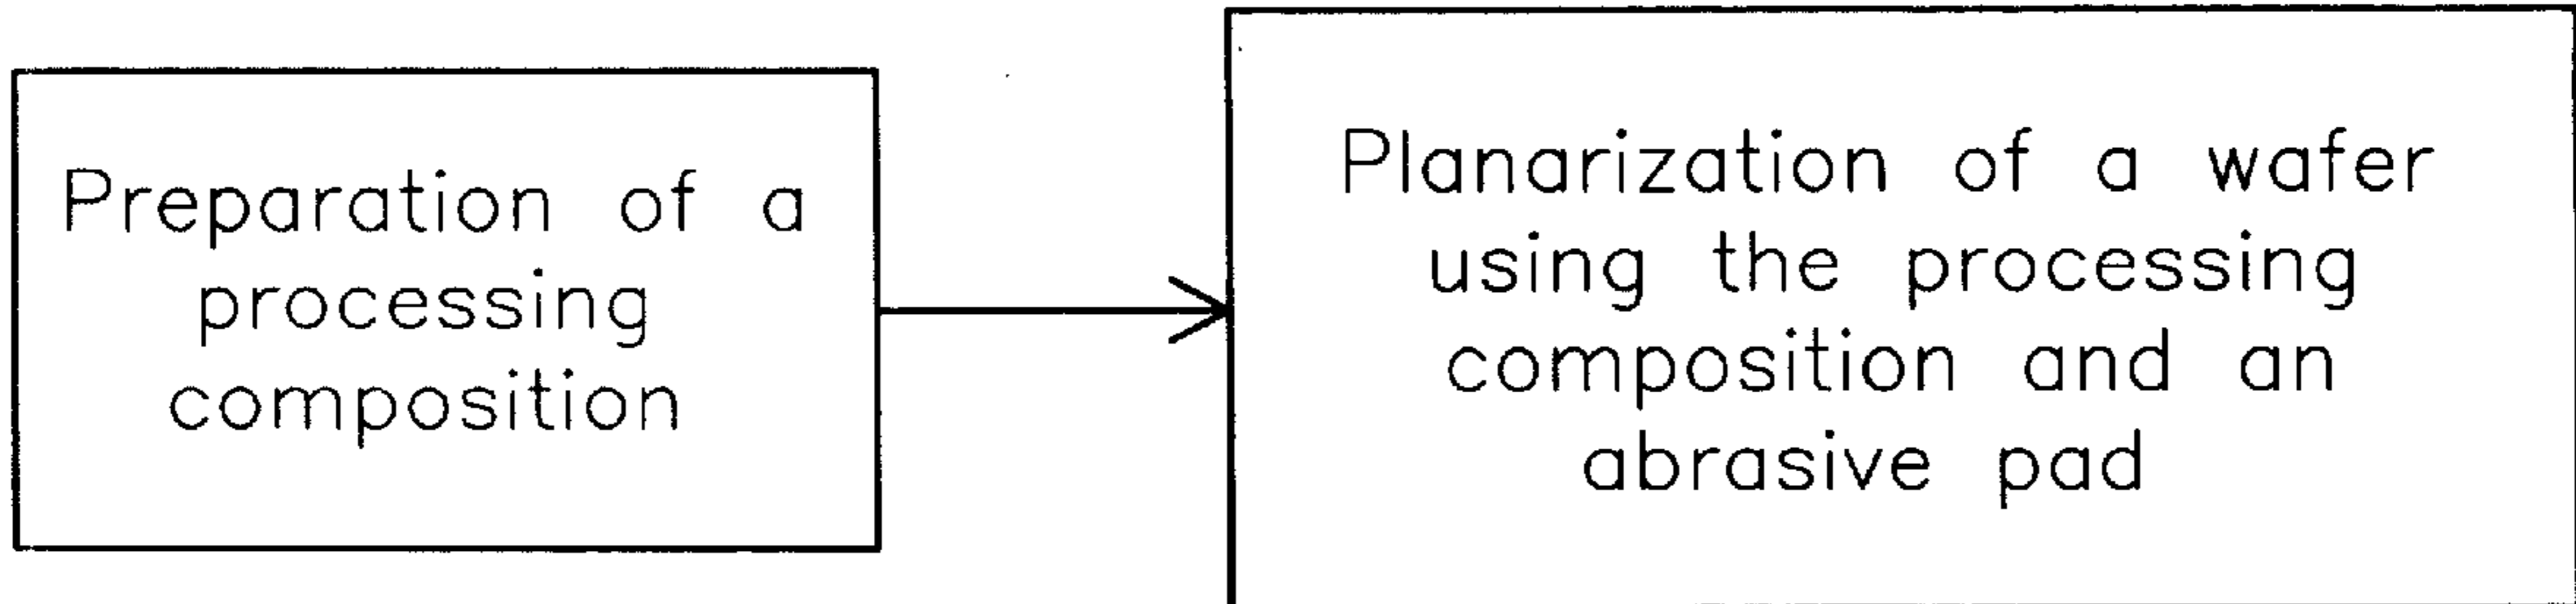 Preparation of a
processing
composition
Planarization of a wafer
using the processing
composition and an
abrasive pad